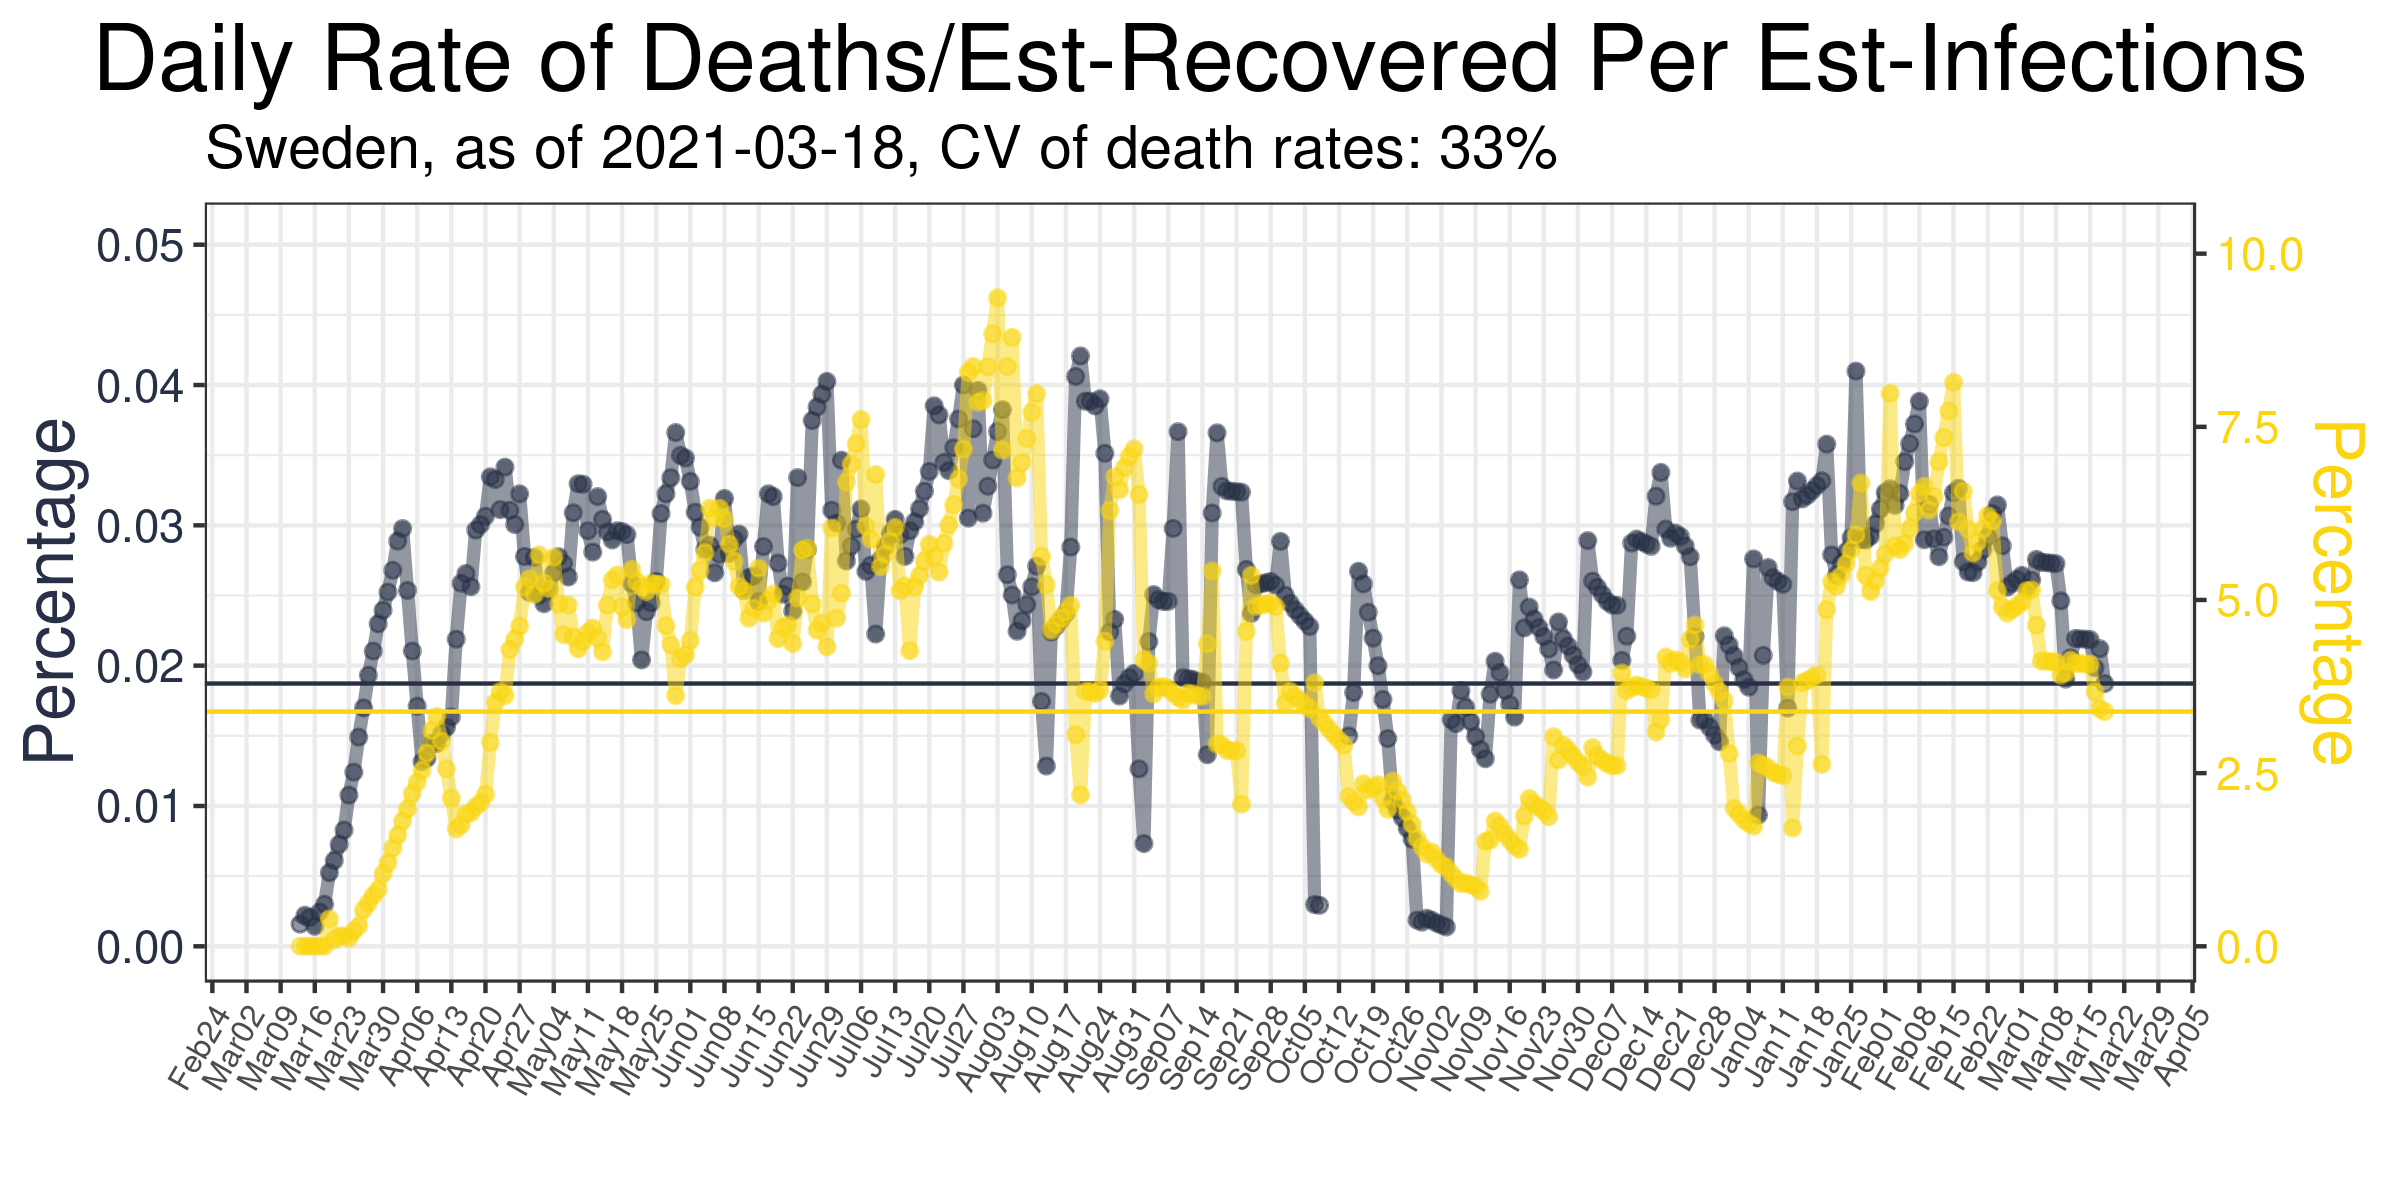 Daily Rate of Deaths/Est-Recovered Per Est-Infections
Sweden, as of 2021-03-18, CV of death rates: 33%
Percentage
0.05
0.04
0.03
0.02
0.01
0.00
10.0
7.5
5.0
2.5
0.0
Percentage
Feb24
Mar02
Mar09
Mar16
Mar23
Mar30
Apr06
Apr13
Apr20
Apr27
May04
May11
May18
May25
Jun01
Jun08
Jun15
Jun22
Jun29
Jul06
Jul13
Jul20
Jul27
Aug03
Aug10
Aug17
Aug24
Aug31
Sep07
Sep14
Sep21
Sep28
Oct05
Oct12
Oct19
Oct26
Nov02
Nov09
Nov16
Nov23
Nov30
Dec07
Dec14
Dec21
Dec28
Jan04
Jan11
Jan18
Jan25
Feb01
Feb08
Feb15
Feb22
Mar01
Mar08
Mar15
Mar22
Mar29
Apr05